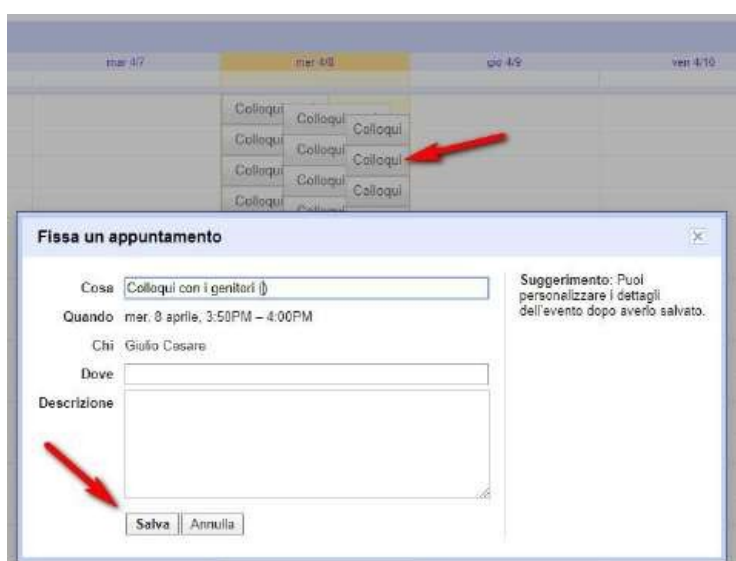 mar 4/7
mer 4/8
gio 4/9
ven 4/10
Colloqui
Colloqui
Colloqui
Colloqui
Colloqui
Colloqui
Colloqui
Colloqui
Colloqui
Colloqui
Fissa un appuntamento
Cosa Colloqui con i genitori ()
Quando mer. 8 aprile, 3:50PM – 4:00PM
Chi Giulio Cesare
Dove
Descrizione
Salva Annulla
Suggerimento: Puoi
personalizzare i dettagli
dell'evento dopo averlo salvato.